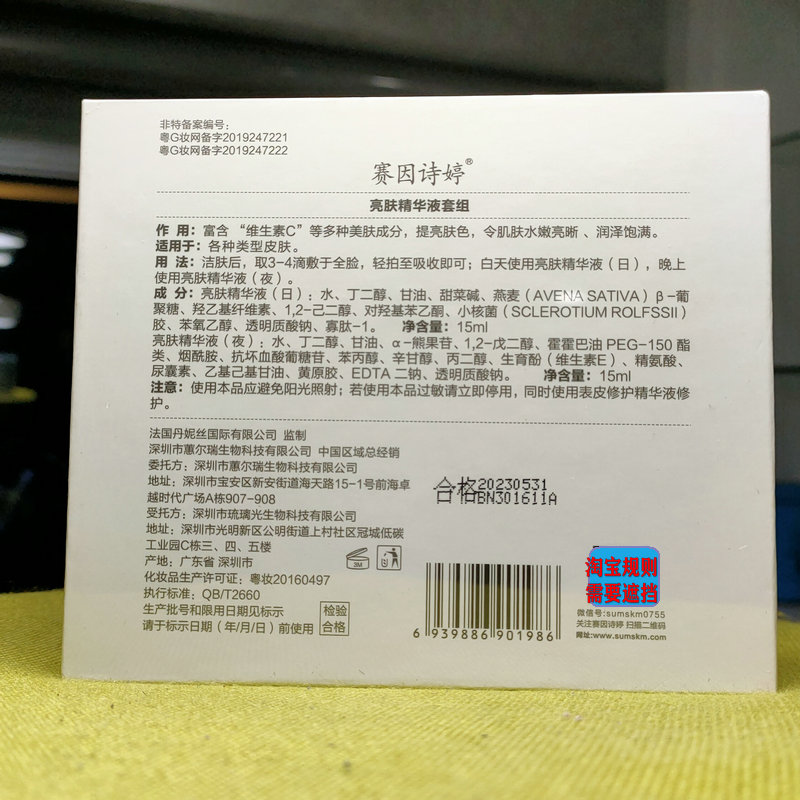 非特备案编号：
粤G妆网备字2019247221
粤G妆网备字2019247222
赛因诗婷®
亮肤精华液套组
作 用：富含“维生素C”等多种美肤成分，提亮肤色，令肌肤水嫩亮晰、润泽饱满。
适用于：各种类型皮肤。
用 法：洁肤后，取3-4滴敷于全脸，轻拍至吸收即可；白天使用亮肤精华液（日），晚上
使用亮肤精华液（夜）。
成 分：亮肤精华液（日）：水、丁二醇、甘油、甜菜碱、燕麦（AVENA SATIVA）β-葡
聚糖、羟乙基纤维素、1,2-己二醇、对羟基苯乙酮、小核菌（SCLEROTIUM ROLFSSII）
胶、苯氧乙醇、透明质酸钠、寡肽-1。 净含量：15ml
亮肤精华液（夜）：水、丁二醇、甘油、α-熊果苷、1,2-戊二醇、霍霍巴油 PEG-150 酯
类、烟酰胺、抗坏血酸葡糖苷、苯丙醇、辛甘醇、丙二醇、生育酚（维生素E）、精氨酸、
尿囊素、乙基己基甘油、黄原胶、EDTA 二钠、透明质酸钠。 净含量：15ml
注意：使用本品应避免阳光照射；若使用本品过敏请立即停用，同时使用表皮修护精华液修
护。
法国丹妮丝国际有限公司 监制
深圳市蕙尔瑞生物科技有限公司 中国区域总经销
委托方：深圳市蕙尔瑞生物科技有限公司
地址：深圳市宝安区新安街道海天路15-1号前海卓
越时代广场A栋907-908
受托方：深圳市琉璃光生物科技有限公司
地址：深圳市光明新区公明街道上村社区冠城低碳
工业园C栋三、四、五楼
产地：广东省 深圳市
化妆品生产许可证：粤妆20160497
执行标准：QB/T2660
生产批号和限用日期见标示
请于标示日期（年/月/日）前使用
检验
合格
3M
合格20230531
HBN301611A
6 939886 901986
淘宝规则
需要遮挡
微信号:sumskm0755
关注赛因诗婷 扫描二维码
网址:www.sumskm.com